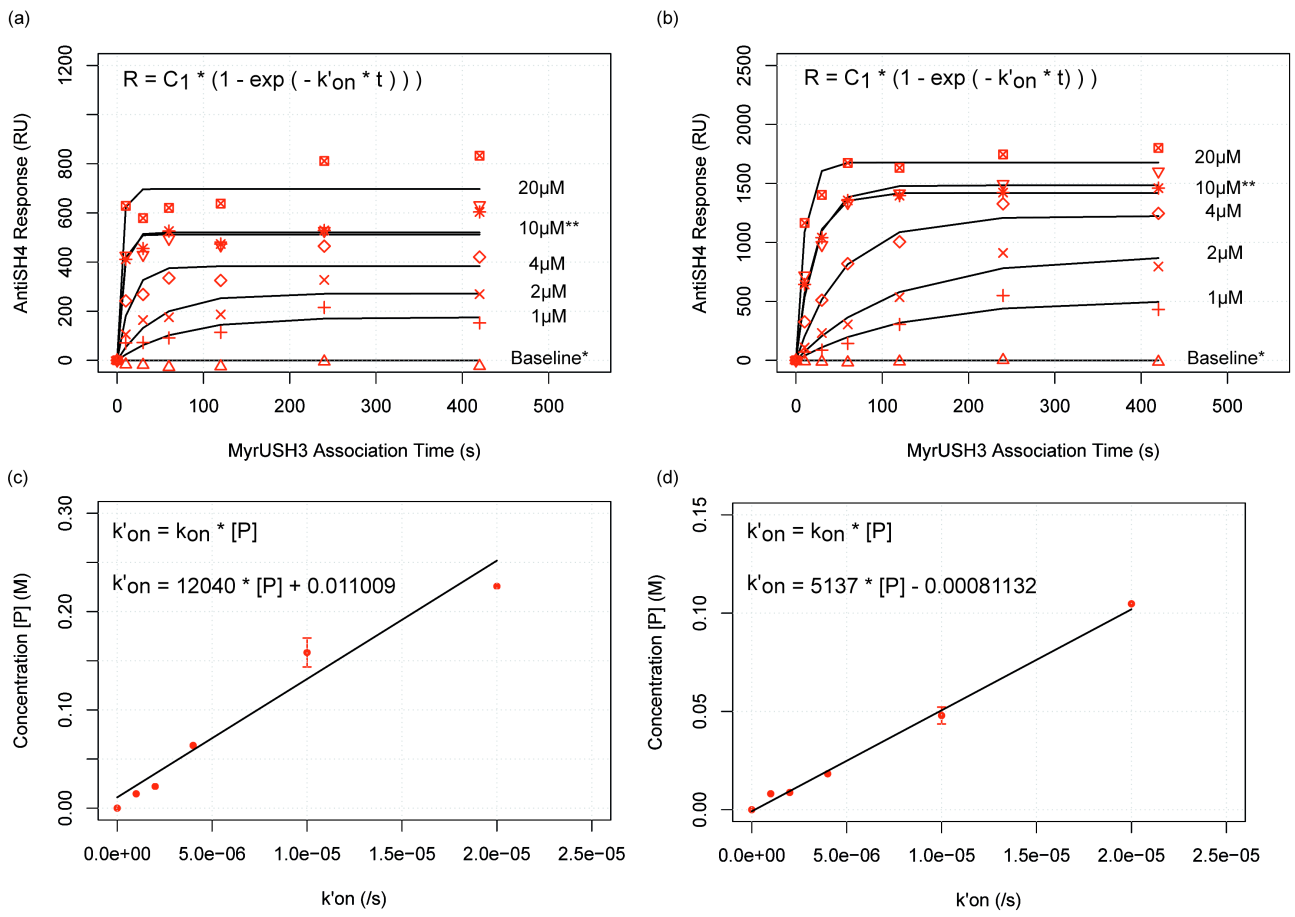 (a)
R = C1 * (1 - exp ( - k'on * t ) ) )
AntiSH4 Response (RU)
1200
800
600
400
200
0
20µM
10µM**
4µM
2µM
1µM
Baseline*
0 100 200 300 400 500
MyrUSH3 Association Time (s)
(b)
R = C1 * (1 - exp ( - k'on * t) ) )
AntiSH4 Response (RU)
2500
2000
1500
1000
500
0
20µM
10µM**
4µM
2µM
1µM
Baseline*
0 100 200 300 400 500
MyrUSH3 Association Time (s)
(c)
k'on = kon * [P]
k'on = 12040 * [P] + 0.011009
Concentration [P] (M)
0.30
0.20
0.10
0.00
0.0e+00 5.0e-06 1.0e-05 1.5e-05 2.0e-05 2.5e-05
k'on (/s)
(d)
k'on = kon * [P]
k'on = 5137 * [P] - 0.00081132
Concentration [P] (M)
0.15
0.10
0.05
0.00
0.0e+00 5.0e-06 1.0e-05 1.5e-05 2.0e-05 2.5e-05
k'on (/s)